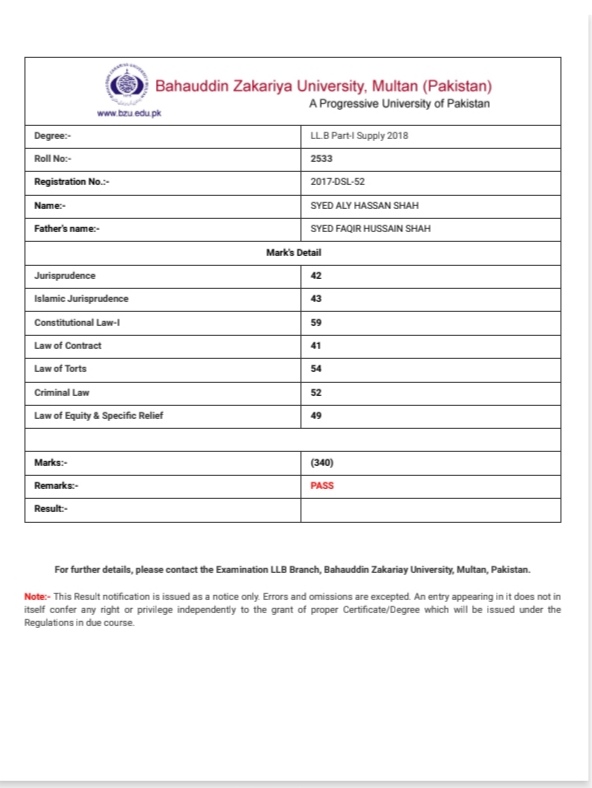 Bahauddin Zakariya University, Multan (Pakistan)
A Progressive University of Pakistan
www.bzu.edu.pk
Degree:- LL.B Part-I Supply 2018
Roll No:- 2533
Registration No.:- 2017-DSL-52
Name:- SYED ALY HASSAN SHAH
Father's name:- SYED FAQIR HUSSAIN SHAH
Mark's Detail
Jurisprudence 42
Islamic Jurisprudence 43
Constitutional Law-I 59
Law of Contract 41
Law of Torts 54
Criminal Law 52
Law of Equity & Specific Relief 49
Marks:- (340)
Remarks:- PASS
Result:-
For further details, please contact the Examination LLB Branch, Bahauddin Zakariay University, Multan, Pakistan.
Note:- This Result notification is issued as a notice only. Errors and omissions are excepted. An entry appearing in it does not in
itself confer any right or privilege independently to the grant of proper Certificate/Degree which will be issued under the
Regulations in due course.